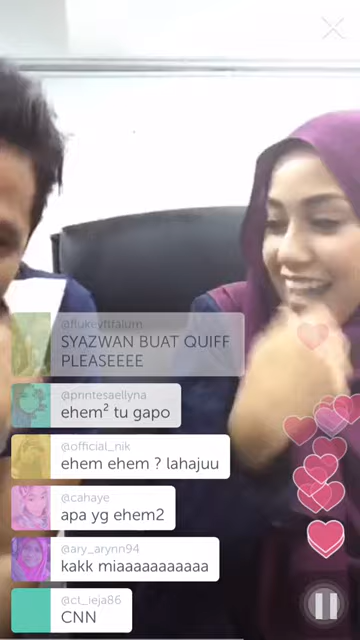 @flukeyftfalum
SYAZWAN BUAT QUIFF
PLEASEEEE
@printesaellyna
ehem² tu gapo
@official_nik
ehem ehem ? lahajuu
@cahaye
apa yg ehem2
@ary_arynn94
kakk miaaaaaaaaaaa
@ct_ieja86
CNN